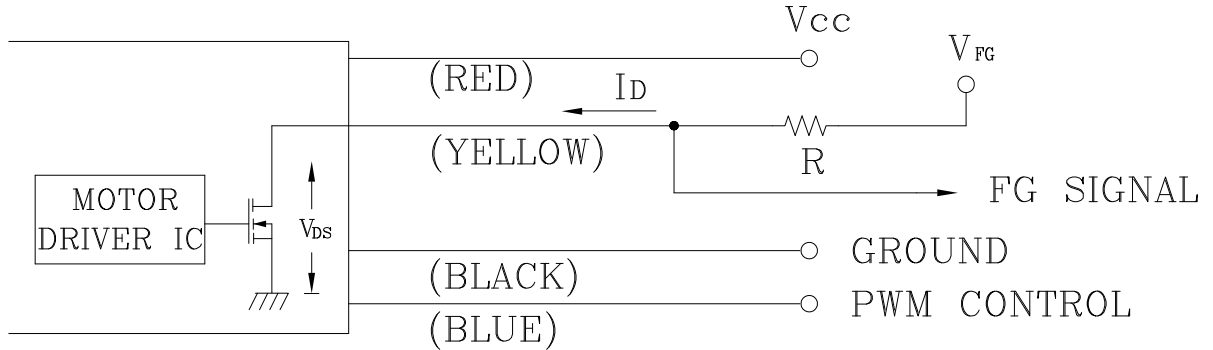 Vcc
VFG
(RED)
ID
(YELLOW)
R
FG SIGNAL
MOTOR
DRIVER IC
VDS
GROUND
(BLACK)
PWM CONTROL
(BLUE)